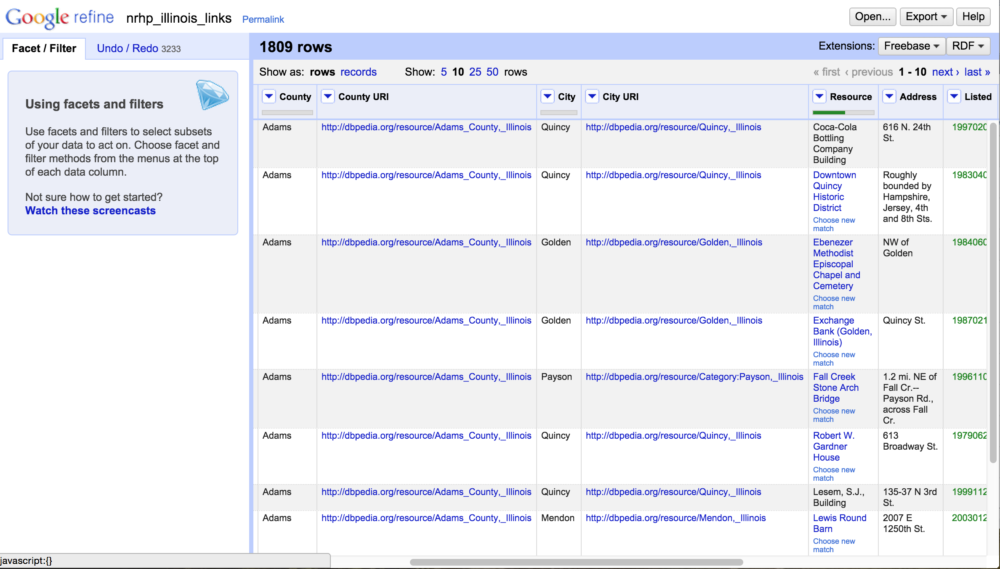 Google refine nrhp_illinois_links Permalink Open... Export Help
Facet / Filter Undo / Redo 3233
1809 rows Extensions: Freebase RDF
Show as: rows records Show: 5 10 25 50 rows « first ‹ previous 1 - 10 next › last »
Using facets and filters
Use facets and filters to select subsets
of your data to act on. Choose facet and
filter methods from the menus at the top
of each data column.
Not sure how to get started?
Watch these screencasts
County County URI City City URI Resource Address Listed
Adams http://dbpedia.org/resource/Adams_County,_Illinois Quincy http://dbpedia.org/resource/Quincy,_Illinois Coca-Cola 616 N. 24th 1997020
Bottling St.
Company
Building
Adams http://dbpedia.org/resource/Adams_County,_Illinois Quincy http://dbpedia.org/resource/Quincy,_Illinois Downtown Roughly 1983040
Quincy bounded by
Historic Hampshire,
District Jersey, 4th
Choose new and 8th Sts.
match
Adams http://dbpedia.org/resource/Adams_County,_Illinois Golden http://dbpedia.org/resource/Golden,_Illinois Ebenezer NW of 1984060
Methodist Golden
Episcopal
Chapel and
Cemetery
Choose new
match
Adams http://dbpedia.org/resource/Adams_County,_Illinois Golden http://dbpedia.org/resource/Golden,_Illinois Exchange Quincy St. 1987021
Bank (Golden,
Illinois)
Choose new
match
Adams http://dbpedia.org/resource/Adams_County,_Illinois Payson http://dbpedia.org/resource/Category:Payson,_Illinois Fall Creek 1.2 mi. NE of 1996110
Stone Arch Fall Cr.--
Bridge Payson Rd.,
Choose new across Fall
match Cr.
Adams http://dbpedia.org/resource/Adams_County,_Illinois Quincy http://dbpedia.org/resource/Quincy,_Illinois Robert W. 613 1979062
Gardner Broadway St.
House
Choose new
match
Adams http://dbpedia.org/resource/Adams_County,_Illinois Quincy http://dbpedia.org/resource/Quincy,_Illinois Lesem, S.J., 135-37 N 3rd 1999112
Building St.
Adams http://dbpedia.org/resource/Adams_County,_Illinois Mendon http://dbpedia.org/resource/Mendon,_Illinois Lewis Round 2007 E 2003012
Barn 1250th St.
Choose new
match
javascript:{}